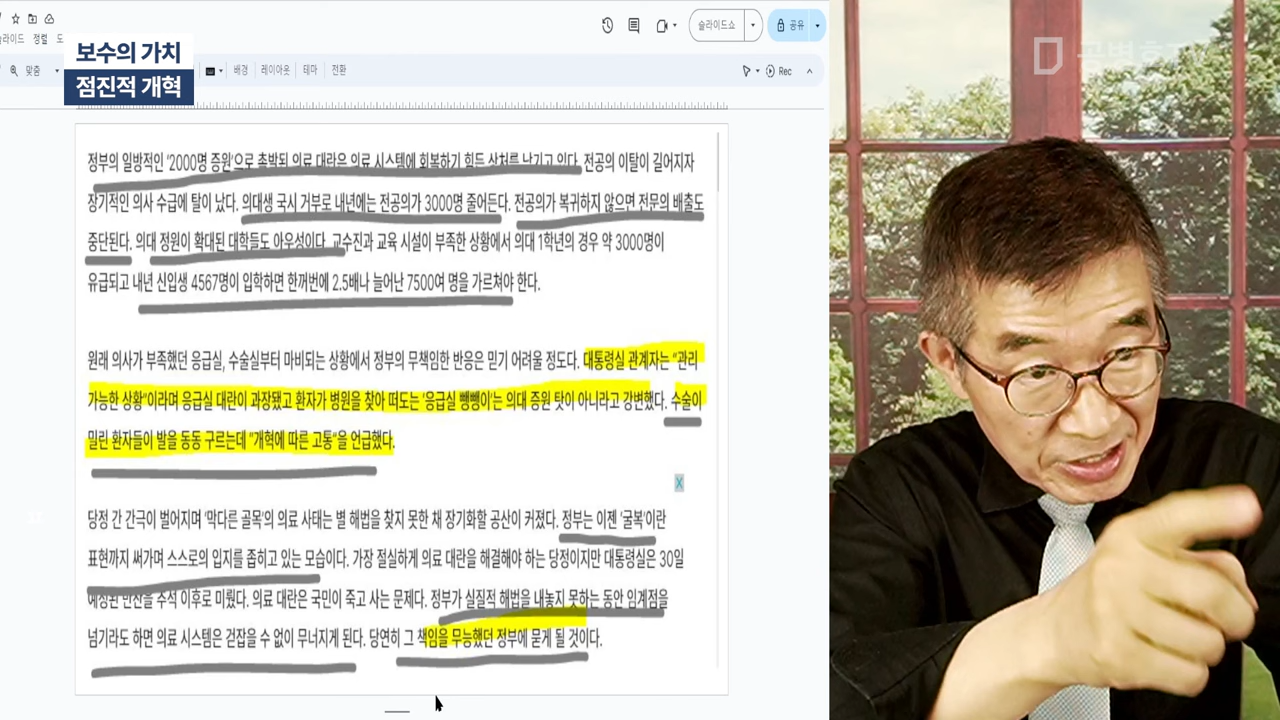 슬라이드쇼
공유
라이드 정렬 도
보수의 가치
점진적 개혁
맞춤
배경 레이아웃 테마 전환
Rec
공병호TV
정부의 일방적인 '2000명 증원'으로 촉발된 의료 대란은 의료 시스템에 회복하기 힘든 상처를 남기고 있다. 전공의 이탈이 길어지자
장기적인 의사 수급에 탈이 났다. 의대생 국시 거부로 내년에는 전공의가 3000명 줄어든다. 전공의가 복귀하지 않으면 전문의 배출도
중단된다. 의대 정원이 확대된 대학들도 아우성이다. 교수진과 교육 시설이 부족한 상황에서 의대 1학년의 경우 약 3000명이
유급되고 내년 신입생 4567명이 입학하면 한꺼번에 2.5배나 늘어난 7500여 명을 가르쳐야 한다.
원래 의사가 부족했던 응급실, 수술실부터 마비되는 상황에서 정부의 무책임한 반응은 믿기 어려울 정도다. 대통령실 관계자는 "관리
가능한 상황"이라며 응급실 대란이 과장됐고 환자가 병원을 찾아 떠도는 '응급실 뺑뺑이'는 의대 증원 탓이 아니라고 강변했다. 수술이
밀린 환자들이 발을 동동 구르는데 "개혁에 따른 고통"을 언급했다.
X
당정 간 간극이 벌어지며 '막다른 골목'의 의료 사태는 별 해법을 찾지 못한 채 장기화할 공산이 커졌다. 정부는 이젠 '굴복'이란
표현까지 써가며 스스로의 입지를 좁히고 있는 모습이다. 가장 절실하게 의료 대란을 해결해야 하는 당정이지만 대통령실은 30일
예정된 만찬을 추석 이후로 미뤘다. 의료 대란은 국민이 죽고 사는 문제다. 정부가 실질적 해법을 내놓지 못하는 동안 임계점을
넘기라도 하면 의료 시스템은 걷잡을 수 없이 무너지게 된다. 당연히 그 책임을 무능했던 정부에 묻게 될 것이다.